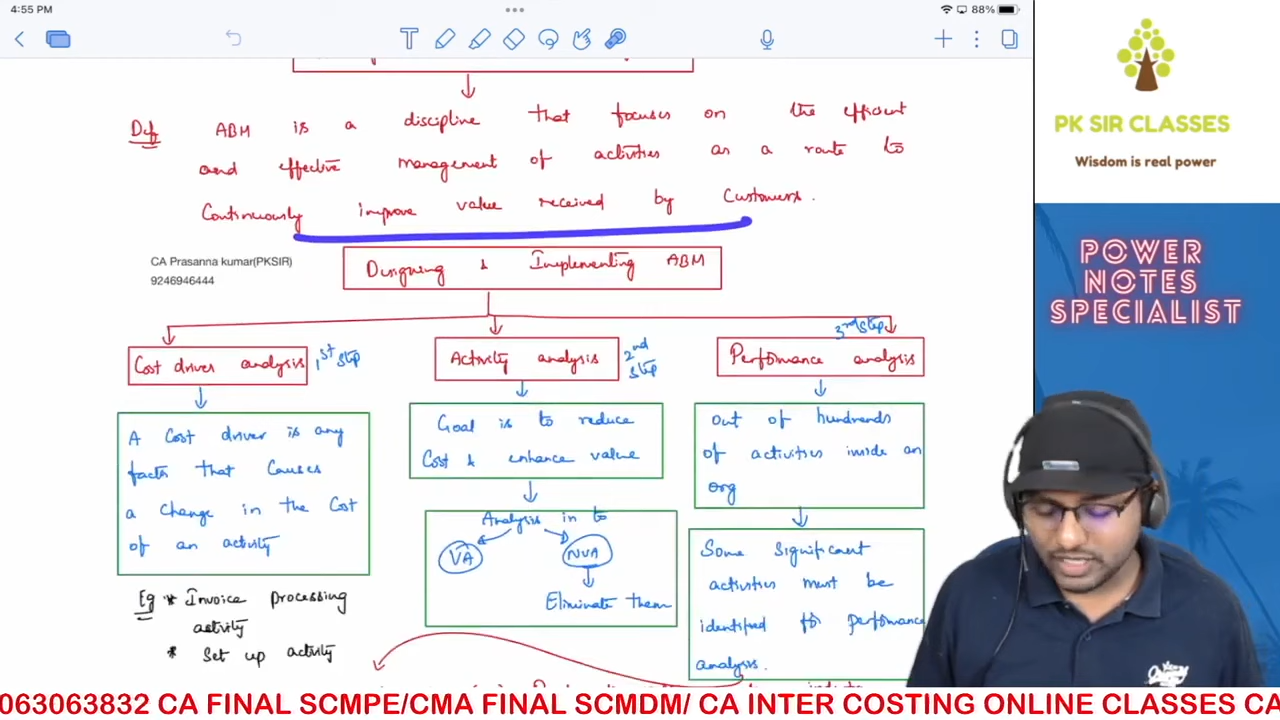 4:55 PM
88%
T
Def ABM is a discipline that focuses on the efficient
and effective management of activities as a route to
Continuously improve value received by Customers.
CA Prasanna kumar(PKSIR)
9246946444
Designing & Implementing ABM
Cost driver analysis
1st step
A Cost driver is any
factor that Causes
a change in the Cost
of an activity
Eg * Invoice processing
activity
* Set up activity
Activity analysis
2nd
step
Goal is to reduce
Cost & enhance value
Analysis in to
VA
NVA
Eliminate them
3rd step
Perfomance analysis
Out of hundrends
of activities inside an
org
Some Significant
activities must be
identified for perfomance
analysis.
PK SIR CLASSES
Wisdom is real power
POWER
NOTES
SPECIALIST
063063832 CA FINAL SCMPE/CMA FINAL SCMDM/ CA INTER COSTING ONLINE CLASSES CA